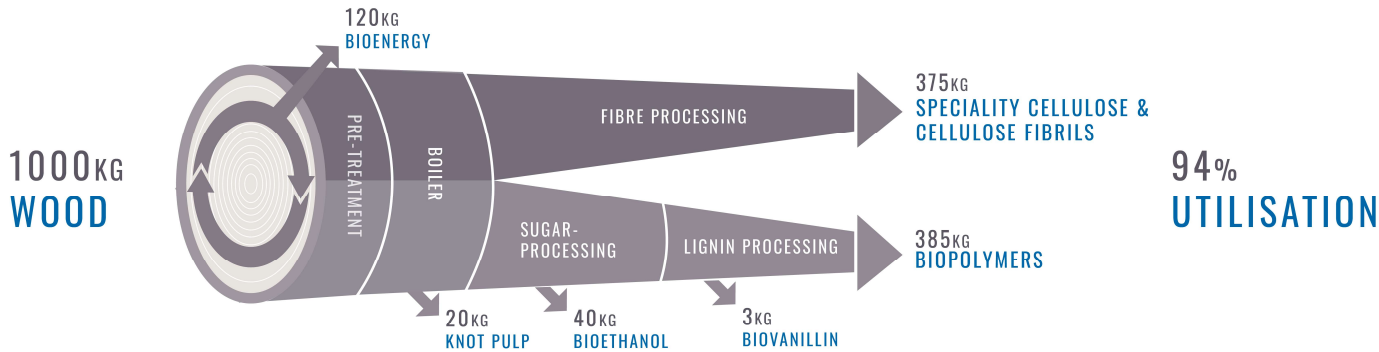 120KG
BIOENERGY
1000KG
WOOD
PRE-TREATMENT
BOILER
FIBRE PROCESSING
SUGAR-
PROCESSING
LIGNIN PROCESSING
375KG
SPECIALITY CELLULOSE &
CELLULOSE FIBRILS
385KG
BIOPOLYMERS
94%
UTILISATION
20KG
KNOT PULP
40KG
BIOETHANOL
3KG
BIOVANILLIN